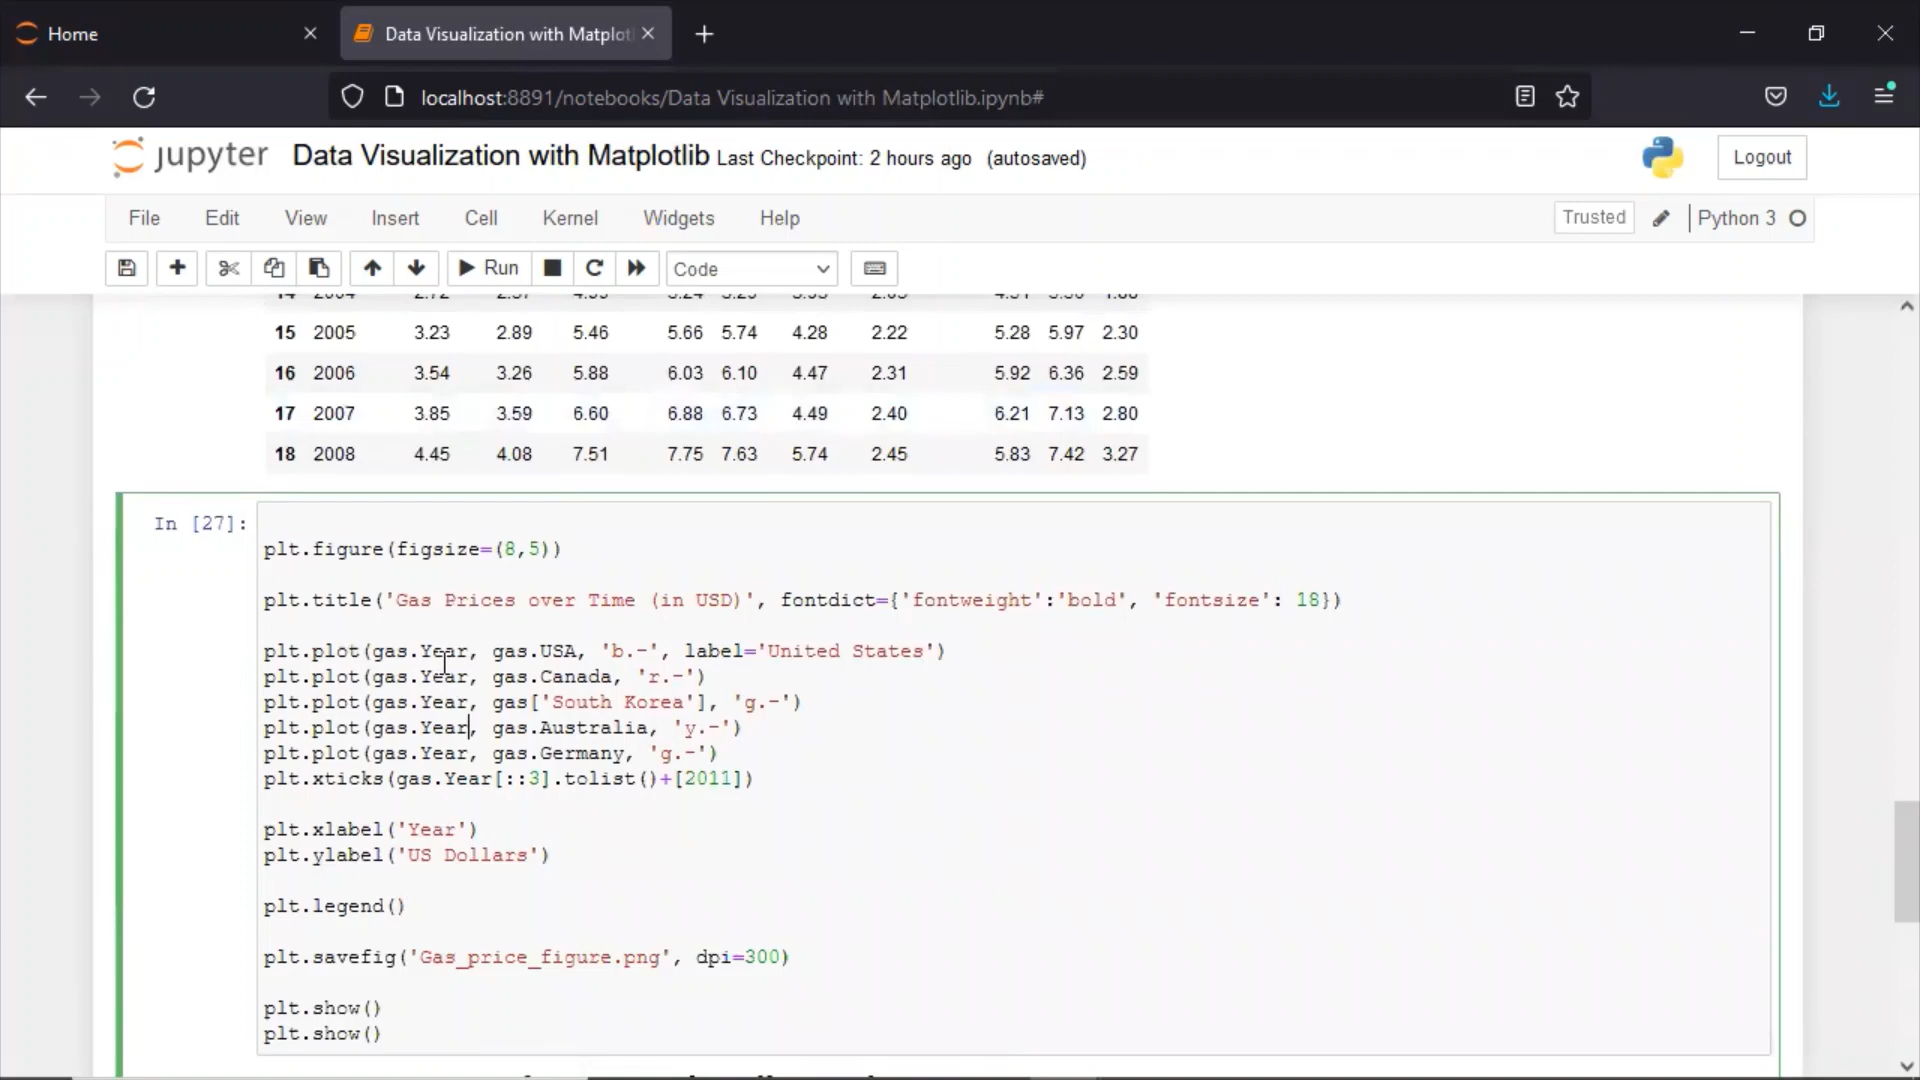 Home
Data Visualization with Matplotl
localhost:8891/notebooks/Data Visualization with Matplotlib.ipynb#
jupyter Data Visualization with Matplotlib Last Checkpoint: 2 hours ago (autosaved)
Logout
File Edit View Insert Cell Kernel Widgets Help
Trusted Python 3
Run Code
15 2005 3.23 2.89 5.46 5.66 5.74 4.28 2.22 5.28 5.97 2.30
16 2006 3.54 3.26 5.88 6.03 6.10 4.47 2.31 5.92 6.36 2.59
17 2007 3.85 3.59 6.60 6.88 6.73 4.49 2.40 6.21 7.13 2.80
18 2008 4.45 4.08 7.51 7.75 7.63 5.74 2.45 5.83 7.42 3.27
In [27]:
plt.figure(figsize=(8,5))
plt.title('Gas Prices over Time (in USD)', fontdict={'fontweight':'bold', 'fontsize': 18})
plt.plot(gas.Year, gas.USA, 'b.-', label='United States')
plt.plot(gas.Year, gas.Canada, 'r.-')
plt.plot(gas.Year, gas['South Korea'], 'g.-')
plt.plot(gas.Year, gas.Australia, 'y.-')
plt.plot(gas.Year, gas.Germany, 'g.-')
plt.xticks(gas.Year[::3].tolist()+[2011])
plt.xlabel('Year')
plt.ylabel('US Dollars')
plt.legend()
plt.savefig('Gas_price_figure.png', dpi=300)
plt.show()
plt.show()